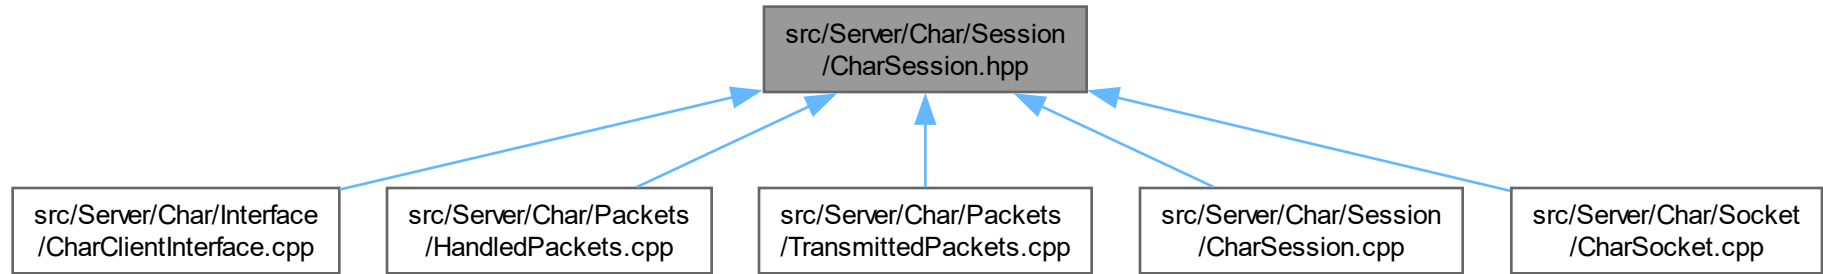 src/Server/Char/Session
/CharSession.hpp
src/Server/Char/Interface
/CharClientInterface.cpp
src/Server/Char/Packets
/HandledPackets.cpp
src/Server/Char/Packets
/TransmittedPackets.cpp
src/Server/Char/Session
/CharSession.cpp
src/Server/Char/Socket
/CharSocket.cpp